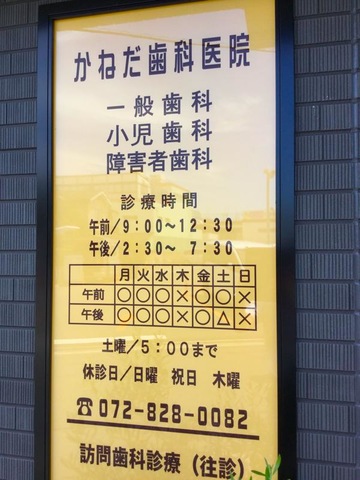 かねだ歯科医院
一般歯科
小児歯科
障害者歯科
診療時間
午前/9:00〜12:30
午後/2:30〜 7:30
月火水木金土日
午前○○○×○○×
午後○○○×○△×
土曜/5:00まで
休診日/日曜 祝日 木曜
☎072-828-0082
訪問歯科診療(往診)